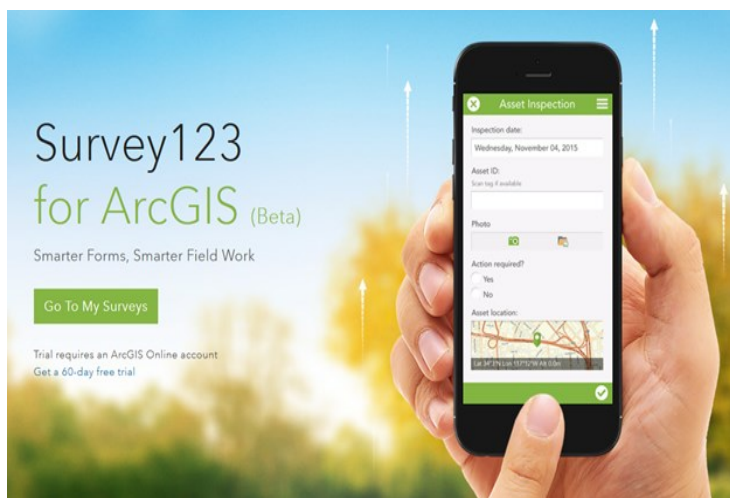 Survey123
for ArcGIS (Beta)
Smarter Forms, Smarter Field Work
Go To My Surveys
Trial requires an ArcGIS Online account
Get a 60-day free trial
Asset Inspection
Inspection date:
Wednesday, November 04, 2015
Asset ID:
Scan tag if available
Photo
Action required?
Yes
No
Asset location: